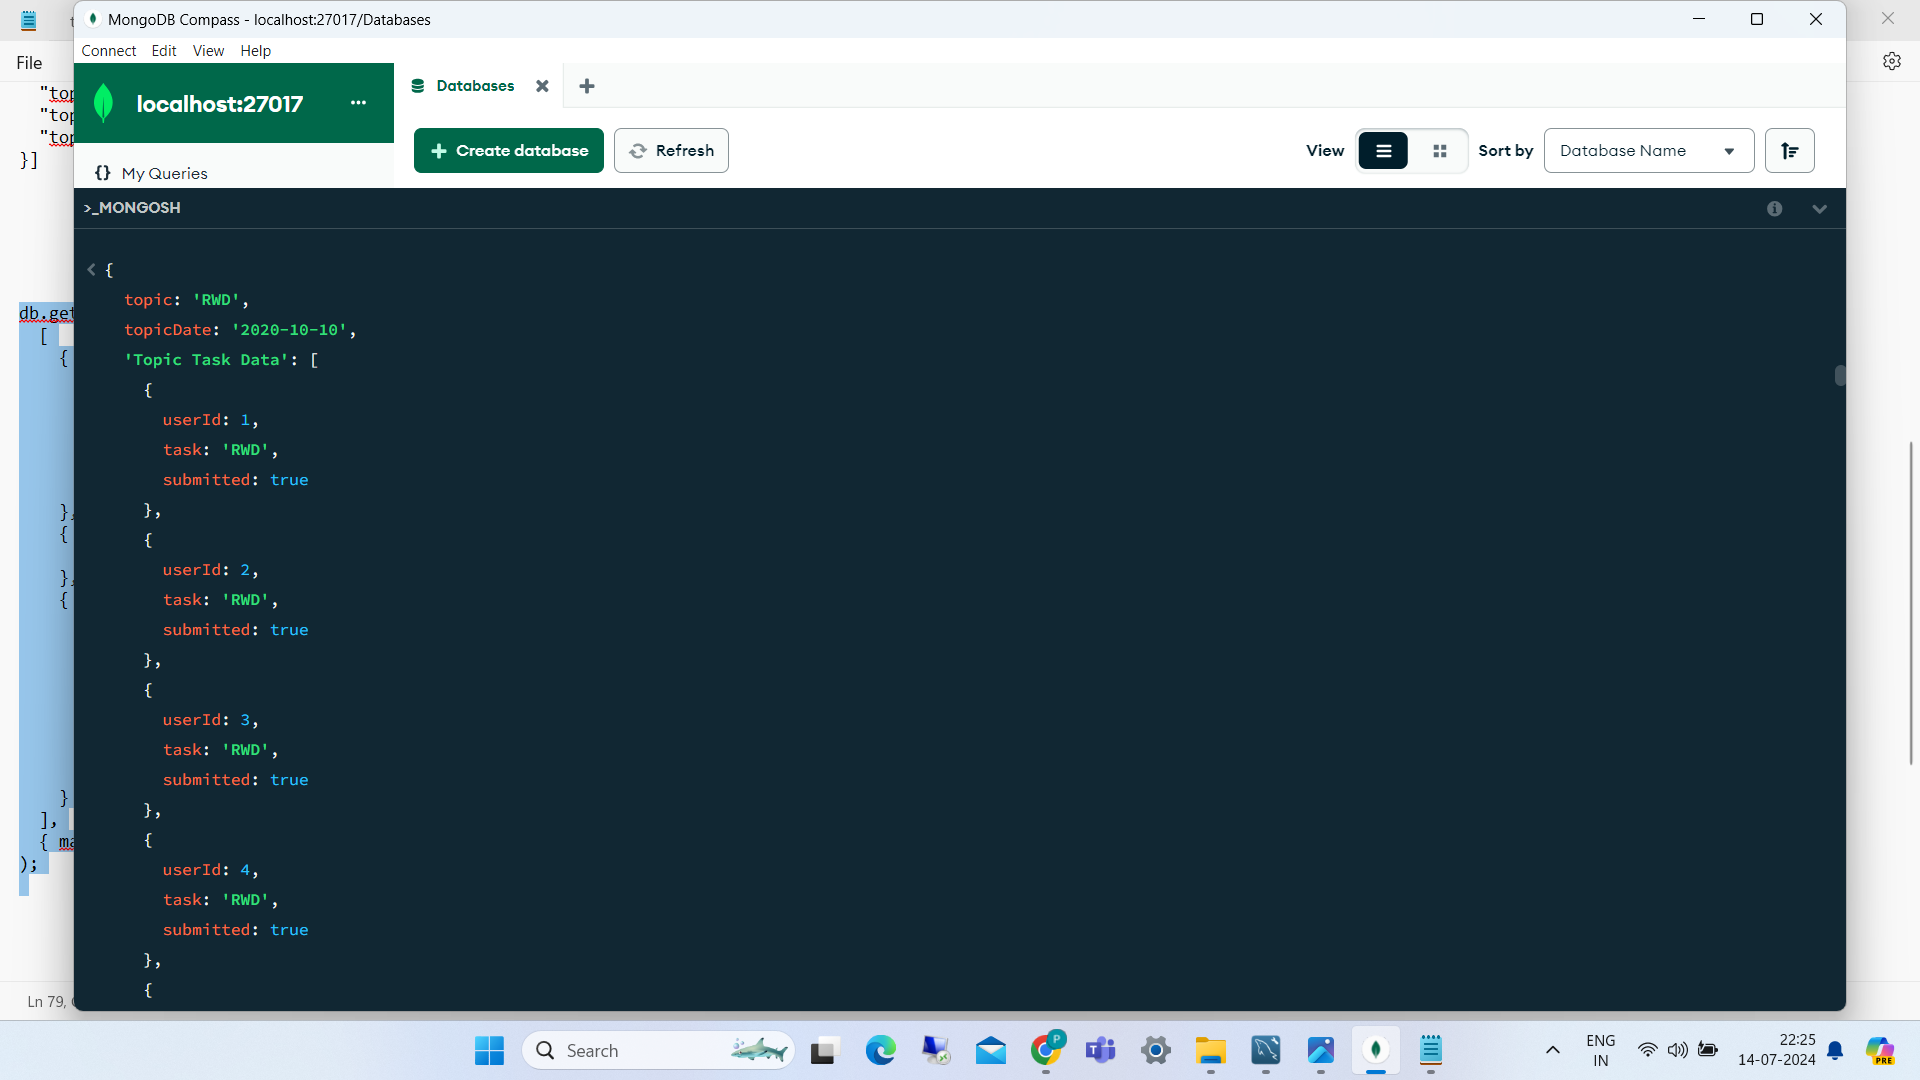 MongoDB Compass - localhost:27017/Databases
Connect Edit View Help
File
localhost:27017 ...
Databases
+ Create database
Refresh
View
Sort by
Database Name
{} My Queries
>_MONGOSH
{
topic: 'RWD',
topicDate: '2020-10-10',
'Topic Task Data': [
{
userId: 1,
task: 'RWD',
submitted: true
},
{
userId: 2,
task: 'RWD',
submitted: true
},
{
userId: 3,
task: 'RWD',
submitted: true
},
{
userId: 4,
task: 'RWD',
submitted: true
},
{
"top
"top
"top
}]
db.get
[
{
},
{
},
{
}
],
{ ma
);
Ln 79,
Search
P
PRE
ENG
IN
22:25
14-07-2024